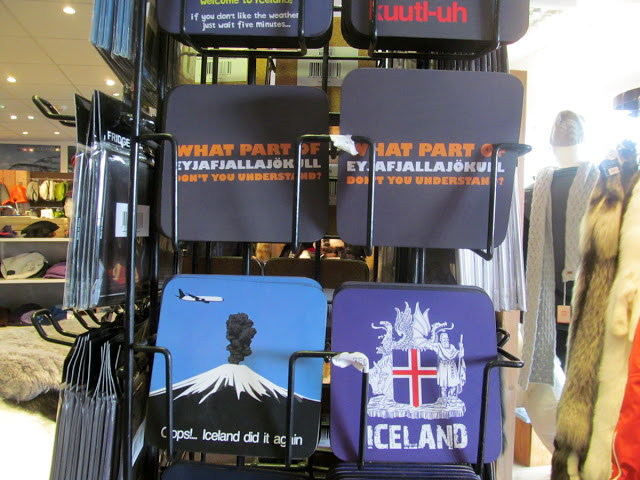 welcome to Iceland!
if you don't like the weather
just wait five minutes...
kuutl-uh
FRIDGE
WHAT PART OF
EYJAFJALLAJÖKULL
DON'T YOU UNDERSTAND?
WHAT PART OF
EYJAFJALLAJÖKULL
DON'T YOU UNDERSTAND?
Oops!.. Iceland did it again
ICELAND